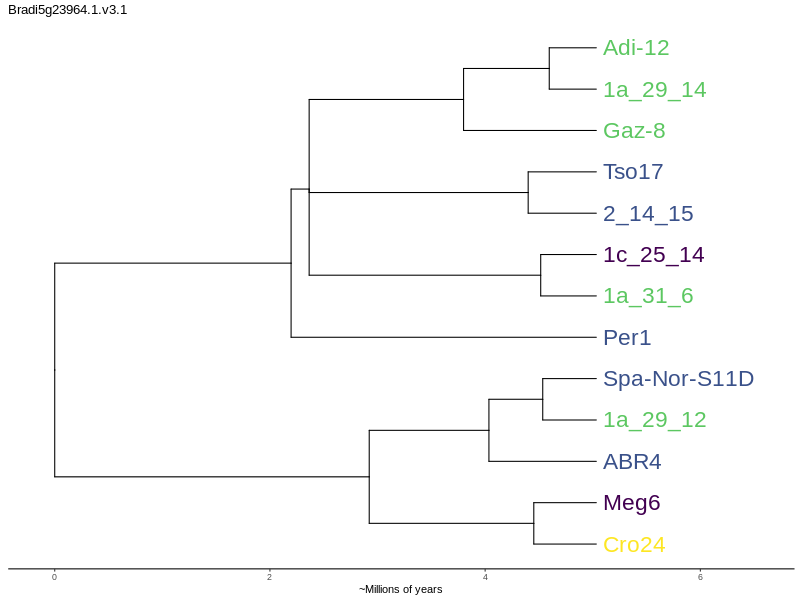 Bradi5g23964.1.v3.1
Adi-12
1a_29_14
Gaz-8
Tso17
2_14_15
1c_25_14
1a_31_6
Per1
Spa-Nor-S11D
1a_29_12
ABR4
Meg6
Cro24
0 2 4 6
~Millions of years